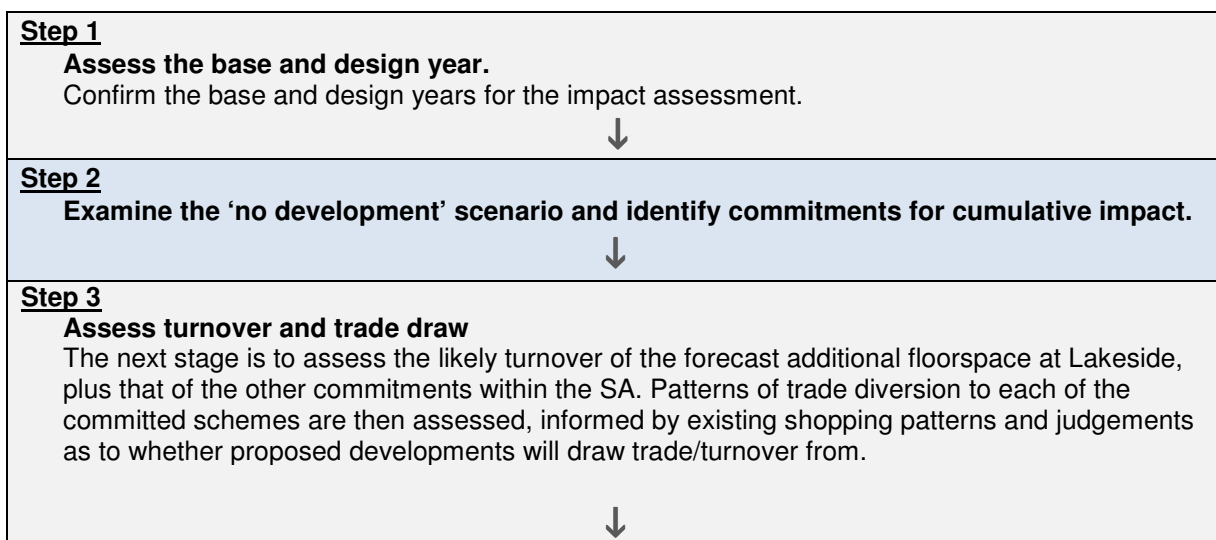 Step 1
Assess the base and design year.
Confirm the base and design years for the impact assessment.
↓
Step 2
Examine the ‘no development’ scenario and identify commitments for cumulative impact.
↓
Step 3
Assess turnover and trade draw
The next stage is to assess the likely turnover of the forecast additional floorspace at Lakeside,
plus that of the other commitments within the SA. Patterns of trade diversion to each of the
committed schemes are then assessed, informed by existing shopping patterns and judgements
as to whether proposed developments will draw trade/turnover from.
↓